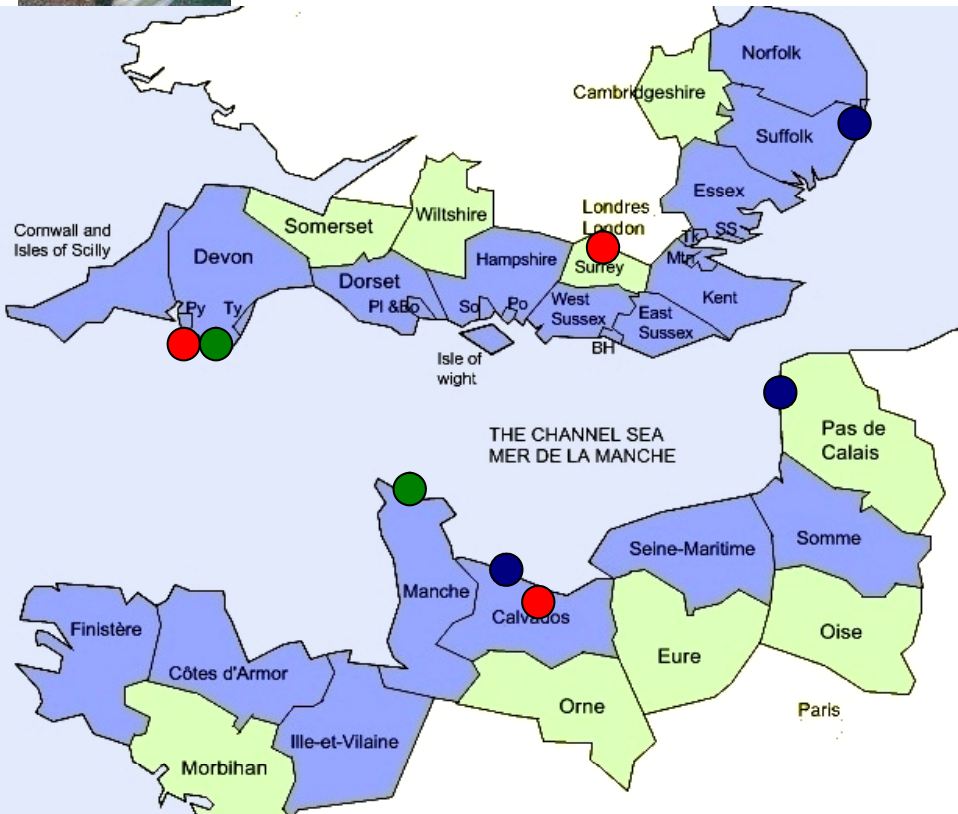 Norfolk
Cambridgeshire
Suffolk
Essex
Londres
London
SS
Tk
Mtn
Wiltshire
Somerset
Cornwall and
Isles of Scilly
Devon
Hampshire
Surrey
Dorset
Kent
Py
Ty
Pl &Bo
So
Po
West
Sussex
East
Sussex
BH
Isle of
wight
THE CHANNEL SEA
MER DE LA MANCHE
Pas de
Calais
Somme
Seine-Maritime
Manche
Calvados
Finistère
Oise
Eure
Côtes d'Armor
Orne
Paris
Ille-et-Vilaine
Morbihan